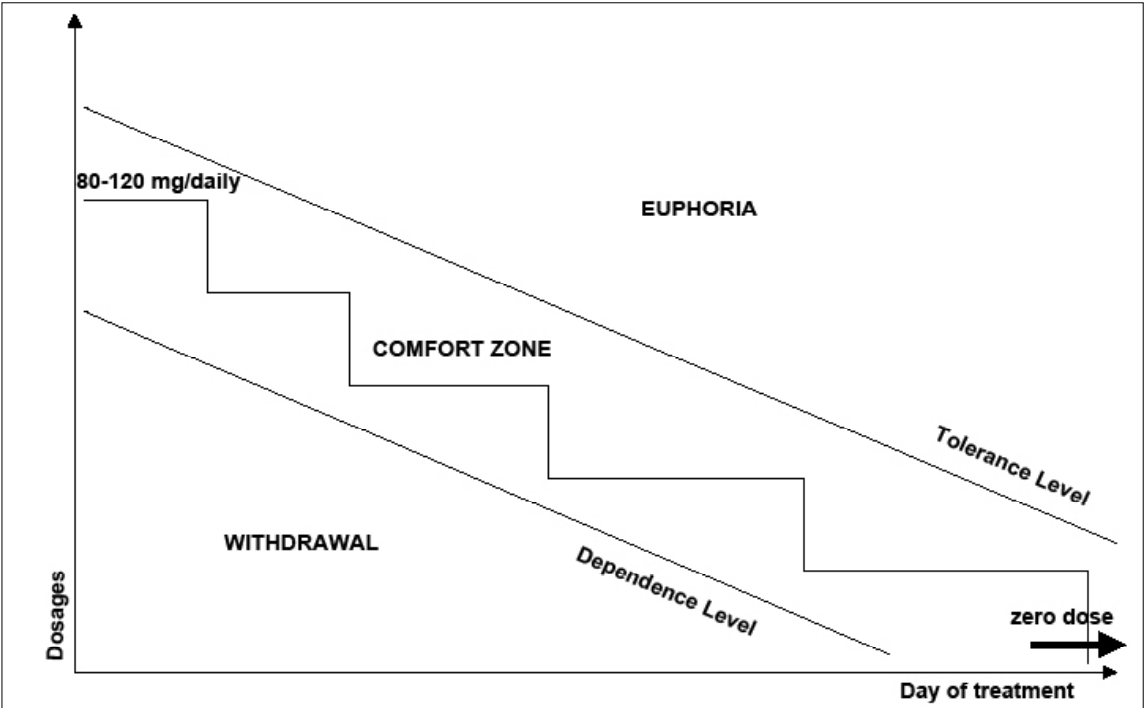 80-120 mg/daily
EUPHORIA
COMFORT ZONE
Tolerance Level
WITHDRAWAL
Dependence Level
Dosages
zero dose
Day of treatment